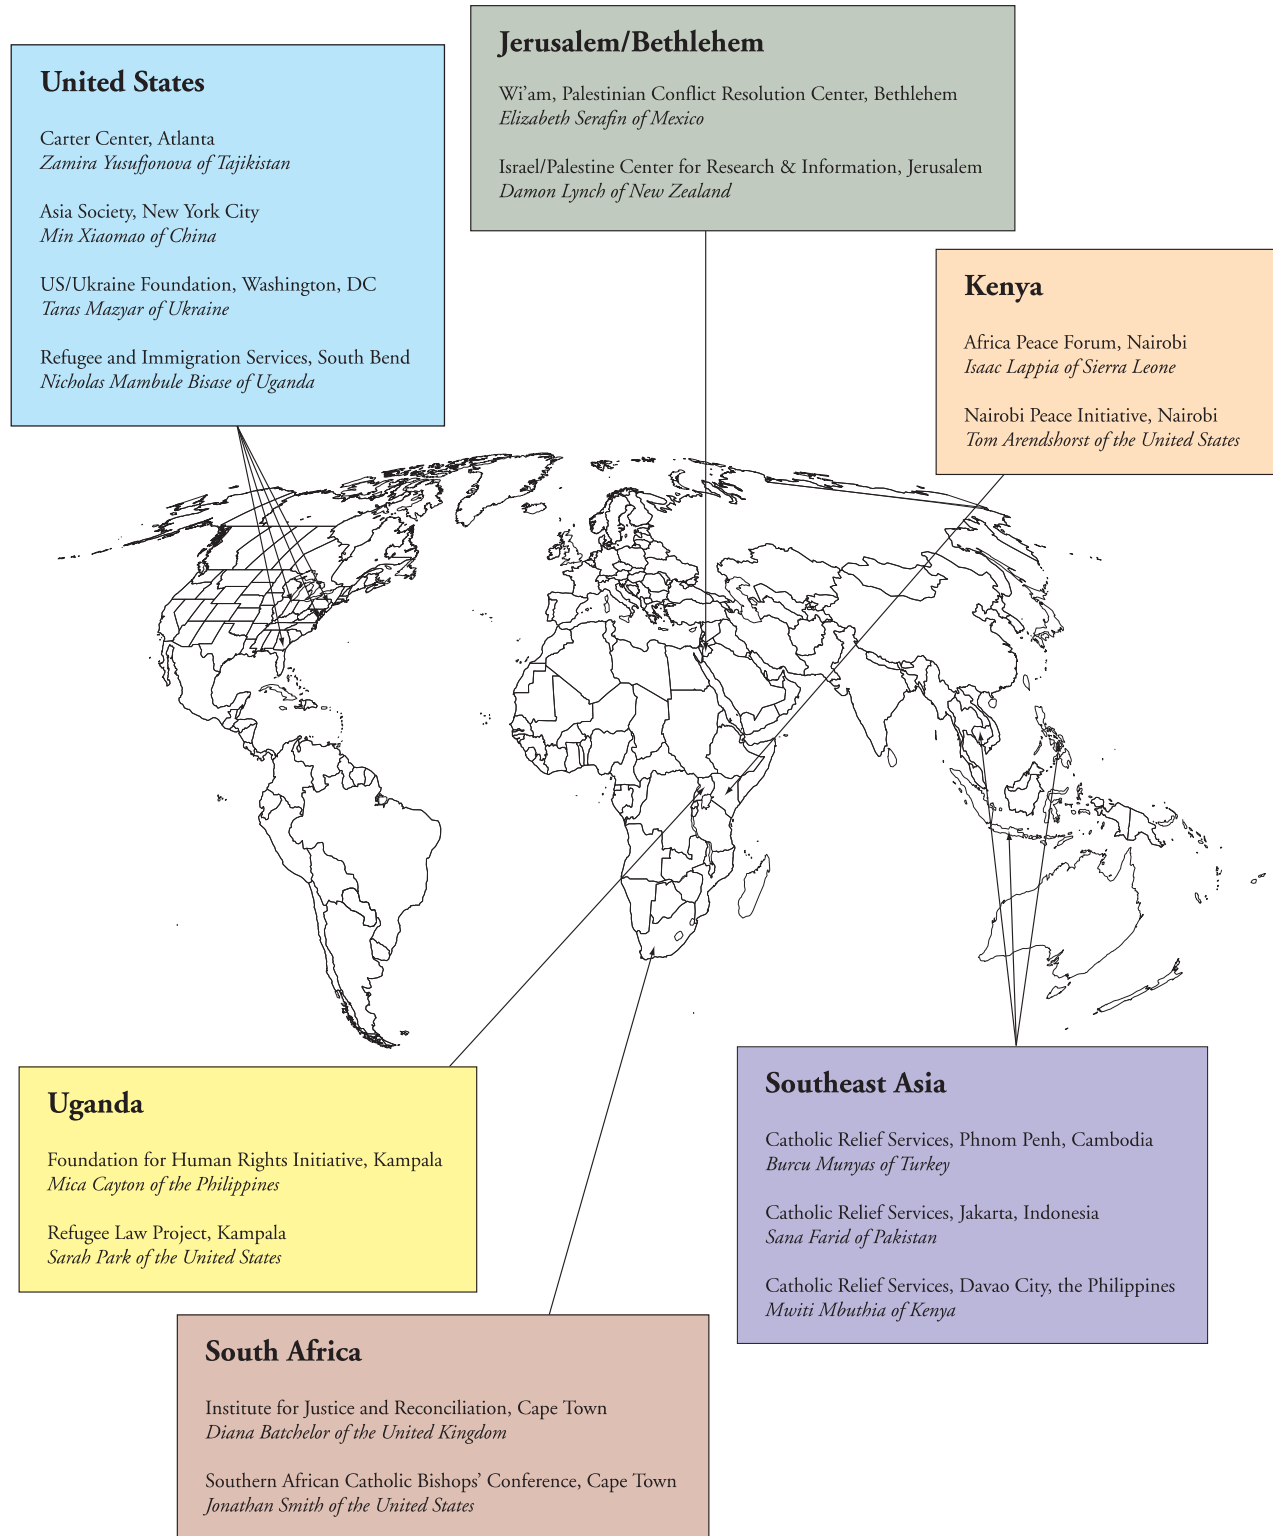 United States
Carter Center, Atlanta
Zamira Yusufjonova of Tajikistan
Asia Society, New York City
Min Xiaomao of China
US/Ukraine Foundation, Washington, DC
Taras Mazyar of Ukraine
Refugee and Immigration Services, South Bend
Nicholas Mambule Bisase of Uganda
Jerusalem/Bethlehem
Wi’am, Palestinian Conflict Resolution Center, Bethlehem
Elizabeth Serafin of Mexico
Israel/Palestine Center for Research & Information, Jerusalem
Damon Lynch of New Zealand
Kenya
Africa Peace Forum, Nairobi
Isaac Lappia of Sierra Leone
Nairobi Peace Initiative, Nairobi
Tom Arendshorst of the United States
Uganda
Foundation for Human Rights Initiative, Kampala
Mica Cayton of the Philippines
Refugee Law Project, Kampala
Sarah Park of the United States
Southeast Asia
Catholic Relief Services, Phnom Penh, Cambodia
Burcu Munyas of Turkey
Catholic Relief Services, Jakarta, Indonesia
Sana Farid of Pakistan
Catholic Relief Services, Davao City, the Philippines
Mwiti Mbuthia of Kenya
South Africa
Institute for Justice and Reconciliation, Cape Town
Diana Batchelor of the United Kingdom
Southern African Catholic Bishops’ Conference, Cape Town
Jonathan Smith of the United States